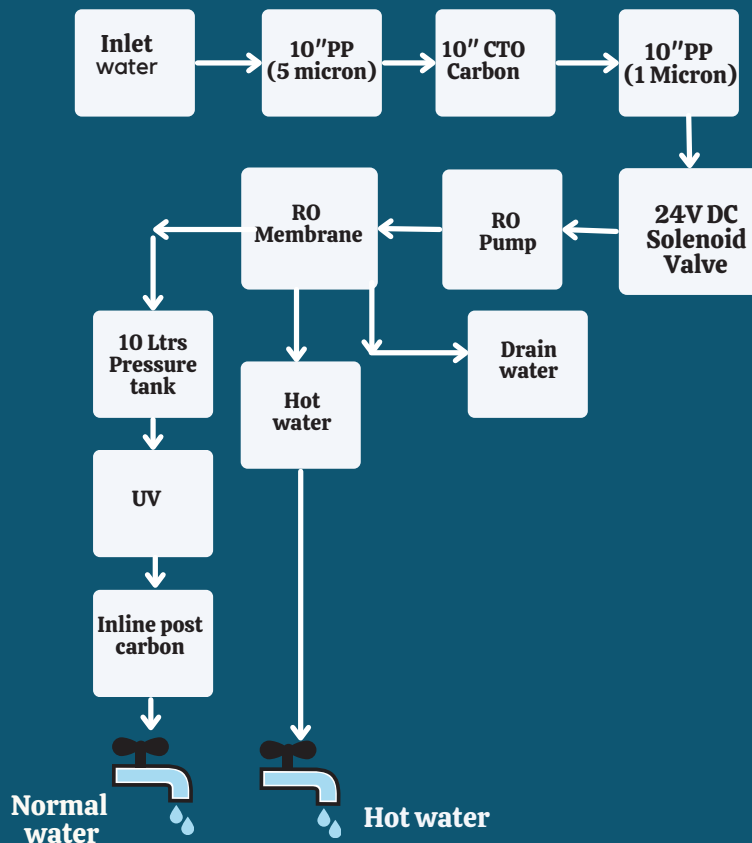 Inlet
water
10"PP
(5 micron)
10" CTO
Carbon
10"PP
(1 Micron)
RO
Membrane
RO
Pump
24V DC
Solenoid
Valve
10 Ltrs
Pressure
tank
Hot
water
Drain
water
UV
Inline post
carbon
Normal
water
Hot water